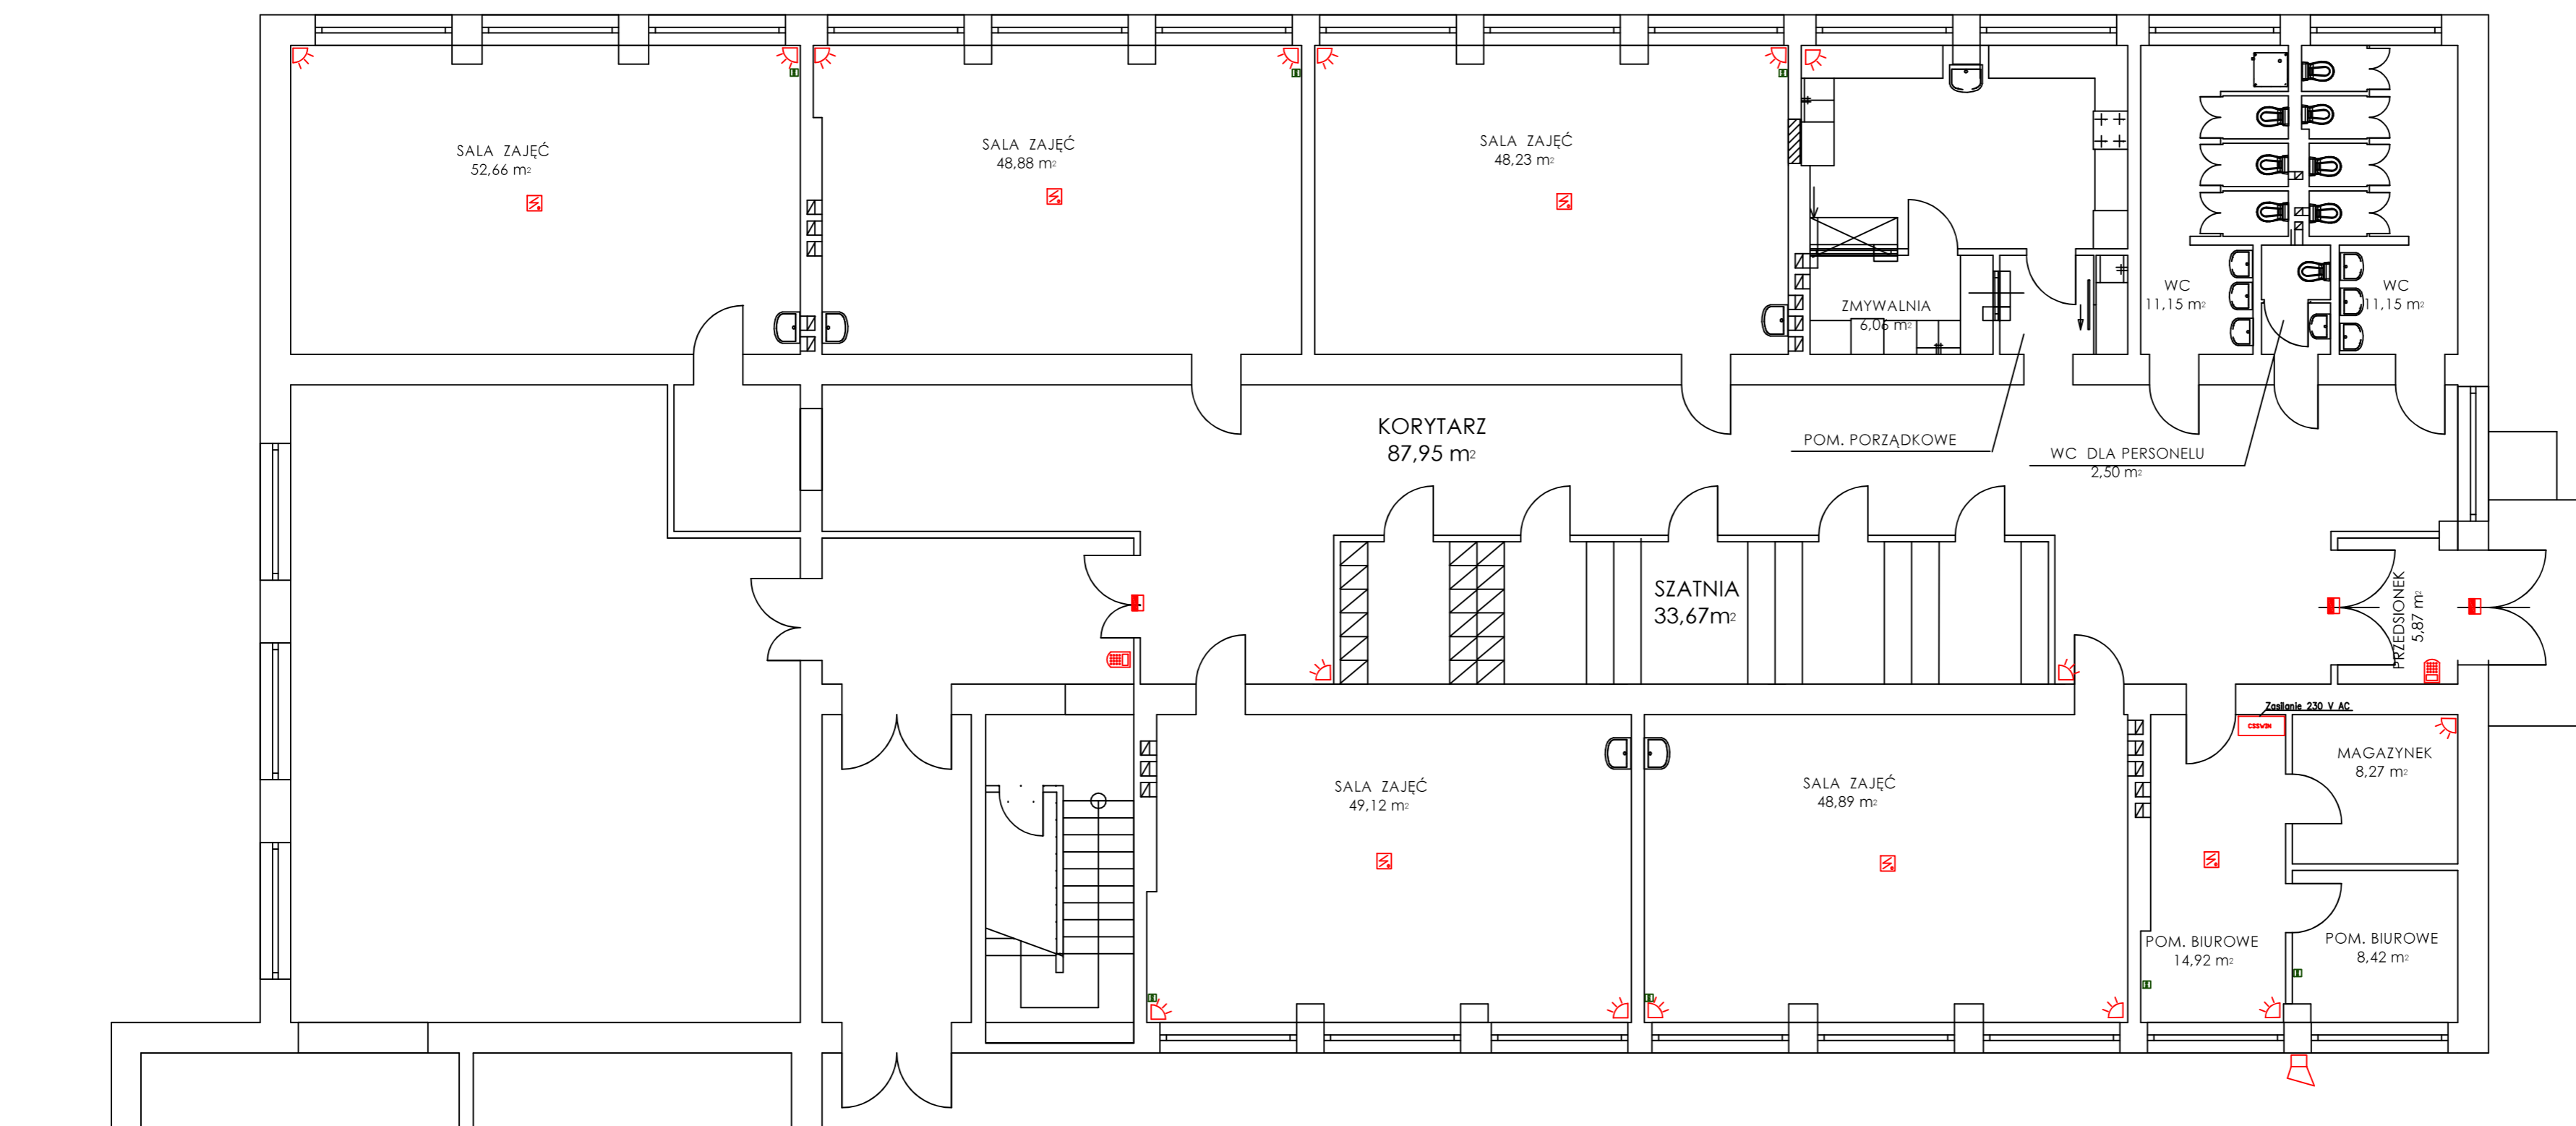 SALA ZAJĘĆ
52,66 m²
SALA ZAJĘĆ
48,88 m²
SALA ZAJĘĆ
48,23 m²
ZMYWALNIA
6,06 m²
WC
11,15 m²
WC
11,15 m²
KORYTARZ
87,95 m²
POM. PORZĄDKOWE
WC DLA PERSONELU
2,50 m²
SZATNIA
33,67m²
PRZEDSIONEK
5,87 m²
Zasilanie 230 V AC
CSSWIN
MAGAZYNEK
8,27 m²
SALA ZAJĘĆ
49,12 m²
SALA ZAJĘĆ
48,89 m²
POM. BIUROWE
14,92 m²
POM. BIUROWE
8,42 m²